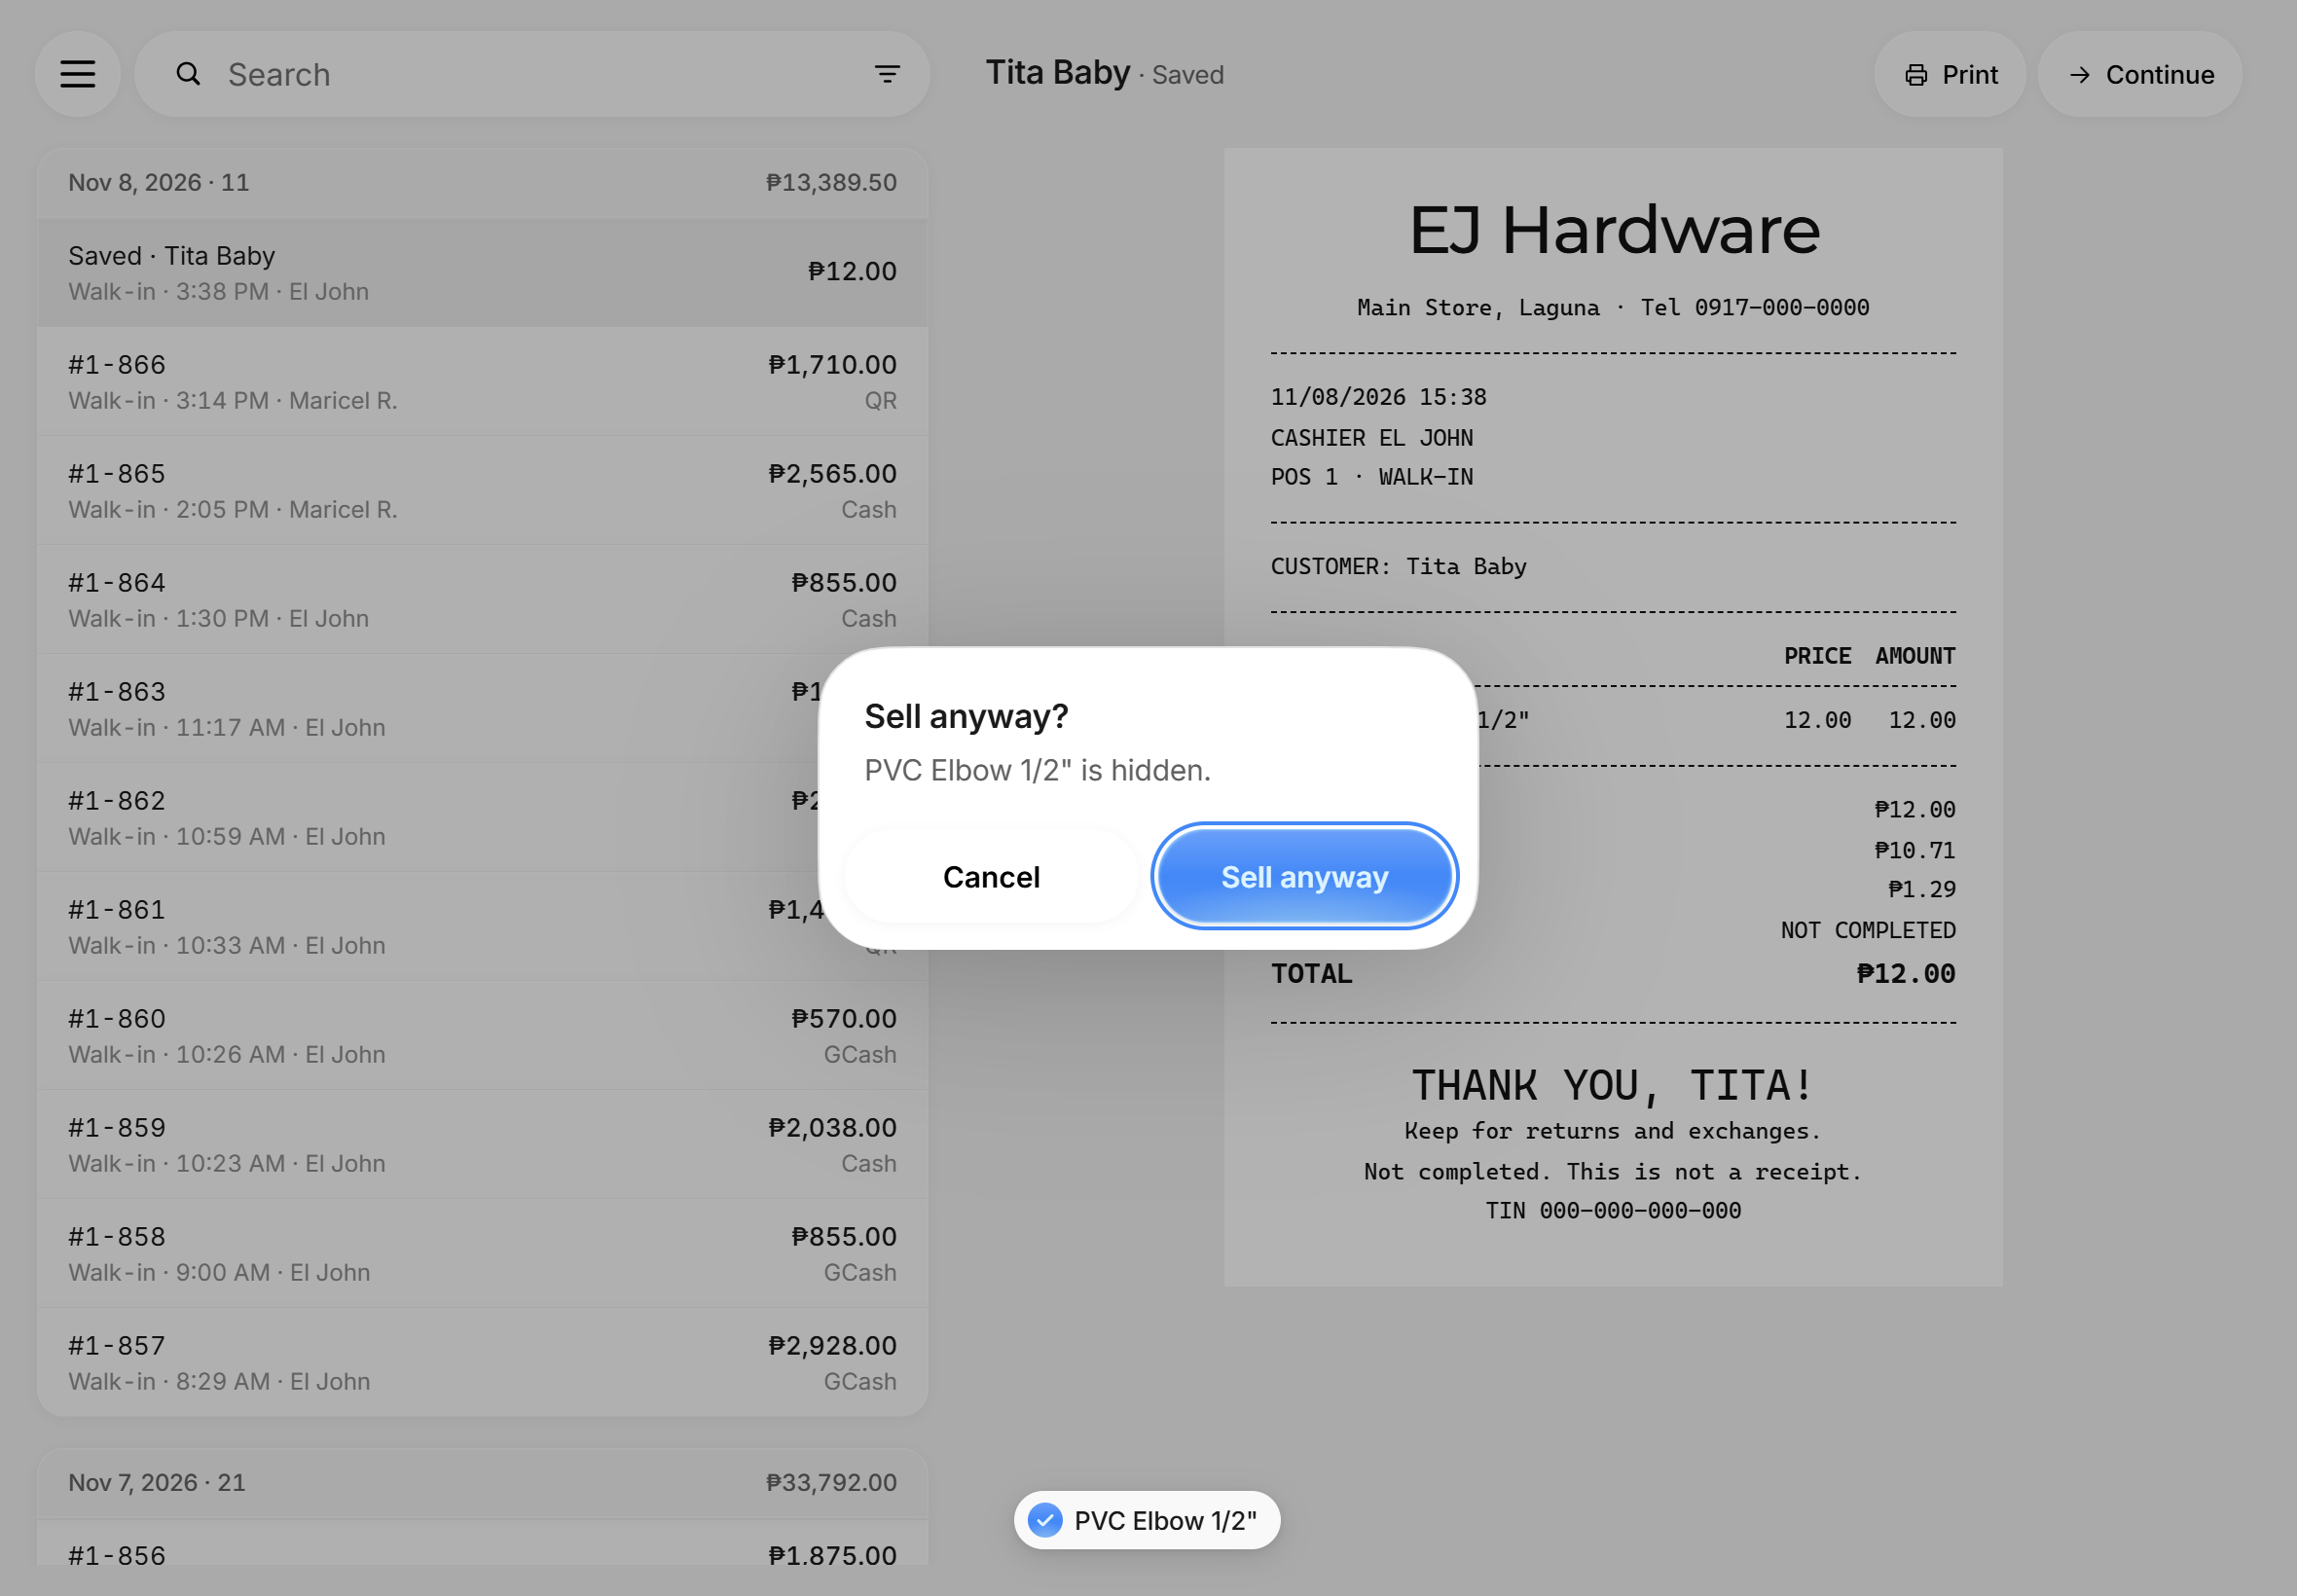 Search
Tita Baby · Saved
Print
Continue
Nov 8, 2026 · 11 ₱13,389.50
Saved · Tita Baby ₱12.00
Walk-in · 3:38 PM · El John
#1-866 ₱1,710.00
Walk-in · 3:14 PM · Maricel R. QR
#1-865 ₱2,565.00
Walk-in · 2:05 PM · Maricel R. Cash
#1-864 ₱855.00
Walk-in · 1:30 PM · El John Cash
#1-863
Walk-in · 11:17 AM · El John
#1-862
Walk-in · 10:59 AM · El John
#1-861
Walk-in · 10:33 AM · El John
#1-860 ₱570.00
Walk-in · 10:26 AM · El John GCash
#1-859 ₱2,038.00
Walk-in · 10:23 AM · El John Cash
#1-858 ₱855.00
Walk-in · 9:00 AM · El John GCash
#1-857 ₱2,928.00
Walk-in · 8:29 AM · El John GCash
Nov 7, 2026 · 21 ₱33,792.00
#1-856 ₱1,875.00
EJ Hardware
Main Store, Laguna · Tel 0917-000-0000
11/08/2026 15:38
CASHIER EL JOHN
POS 1 · WALK-IN
CUSTOMER: Tita Baby
PRICE AMOUNT
1/2" 12.00 12.00
₱12.00
₱10.71
₱1.29
NOT COMPLETED
TOTAL ₱12.00
THANK YOU, TITA!
Keep for returns and exchanges.
Not completed. This is not a receipt.
TIN 000-000-000-000
Sell anyway?
PVC Elbow 1/2" is hidden.
Cancel
Sell anyway
PVC Elbow 1/2"